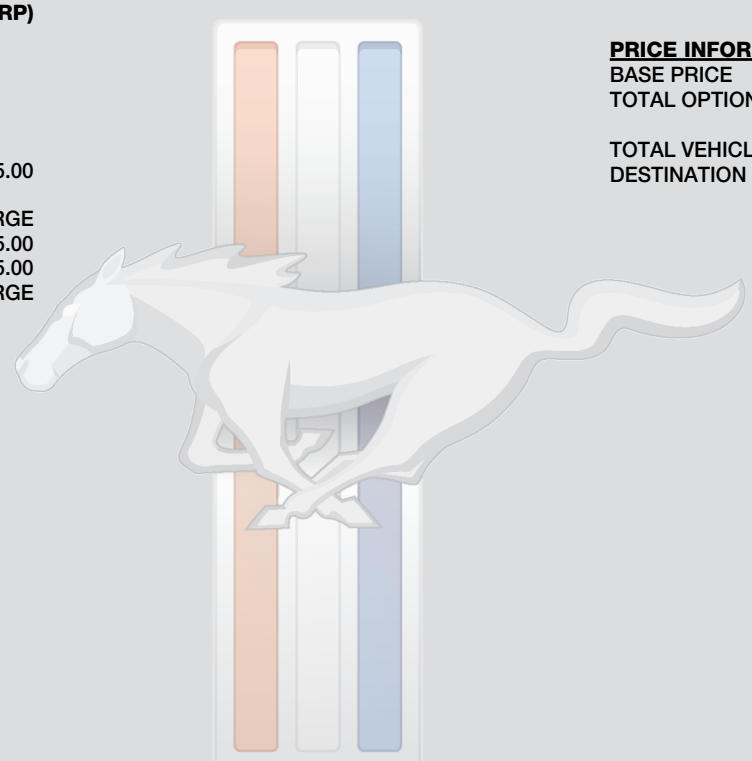 RP)
5.00
RGE
5.00
5.00
RGE
PRICE INFOR
BASE PRICE
TOTAL OPTION
TOTAL VEHICL
DESTINATION